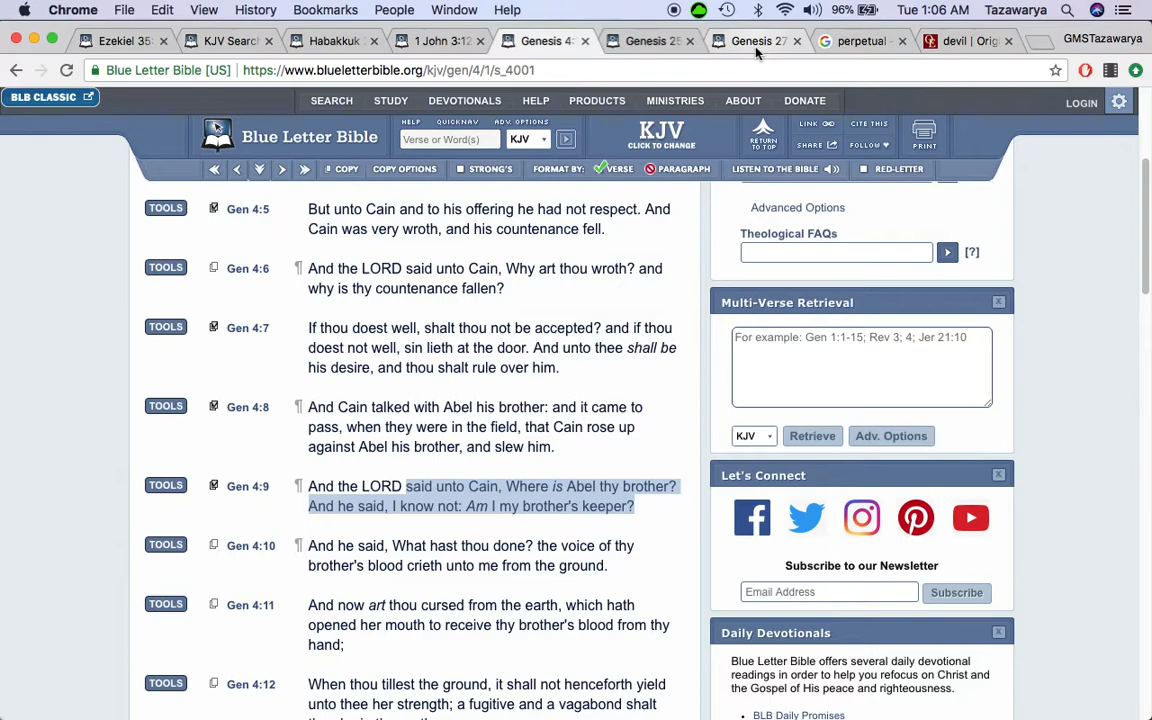 Chrome File Edit View History Bookmarks People Window Help 96% Tue 1:06 AM Tazawarya
Ezekiel 35: KJV Search Habakkuk 1 John 3:12 Genesis 4: Genesis 25 Genesis 27 perpetual - devil | Origi GMSTazawarya
Blue Letter Bible [US] https://www.blueletterbible.org/kjv/gen/4/1/s_4001
BLB CLASSIC
SEARCH STUDY DEVOTIONALS HELP PRODUCTS MINISTRIES ABOUT DONATE LOGIN
HELP QUICKNAV ADV. OPTIONS
Blue Letter Bible Verse or Word(s) KJV
KJV
CLICK TO CHANGE
RETURN
TO TOP
LINK CITE THIS
SHARE FOLLOW
PRINT
COPY COPY OPTIONS STRONG'S FORMAT BY: VERSE PARAGRAPH LISTEN TO THE BIBLE RED-LETTER
TOOLS Gen 4:5 But unto Cain and to his offering he had not respect. And
Cain was very wroth, and his countenance fell.
TOOLS Gen 4:6 ¶ And the LORD said unto Cain, Why art thou wroth? and
why is thy countenance fallen?
TOOLS Gen 4:7 If thou doest well, shalt thou not be accepted? and if thou
doest not well, sin lieth at the door. And unto thee shall be
his desire, and thou shalt rule over him.
TOOLS Gen 4:8 ¶ And Cain talked with Abel his brother: and it came to
pass, when they were in the field, that Cain rose up
against Abel his brother, and slew him.
TOOLS Gen 4:9 ¶ And the LORD said unto Cain, Where is Abel thy brother?
And he said, I know not: Am I my brother's keeper?
TOOLS Gen 4:10 ¶ And he said, What hast thou done? the voice of thy
brother's blood crieth unto me from the ground.
TOOLS Gen 4:11 And now art thou cursed from the earth, which hath
opened her mouth to receive thy brother's blood from thy
hand;
TOOLS Gen 4:12 When thou tillest the ground, it shall not henceforth yield
unto thee her strength; a fugitive and a vagabond shalt
Advanced Options
Theological FAQs
[?]
Multi-Verse Retrieval X
For example: Gen 1:1-15; Rev 3; 4; Jer 21:10
KJV Retrieve Adv. Options
Let's Connect X
Subscribe to our Newsletter
Email Address Subscribe
Daily Devotionals X
Blue Letter Bible offers several daily devotional
readings in order to help you refocus on Christ and
the Gospel of His peace and righteousness.
• BLB Daily Promises